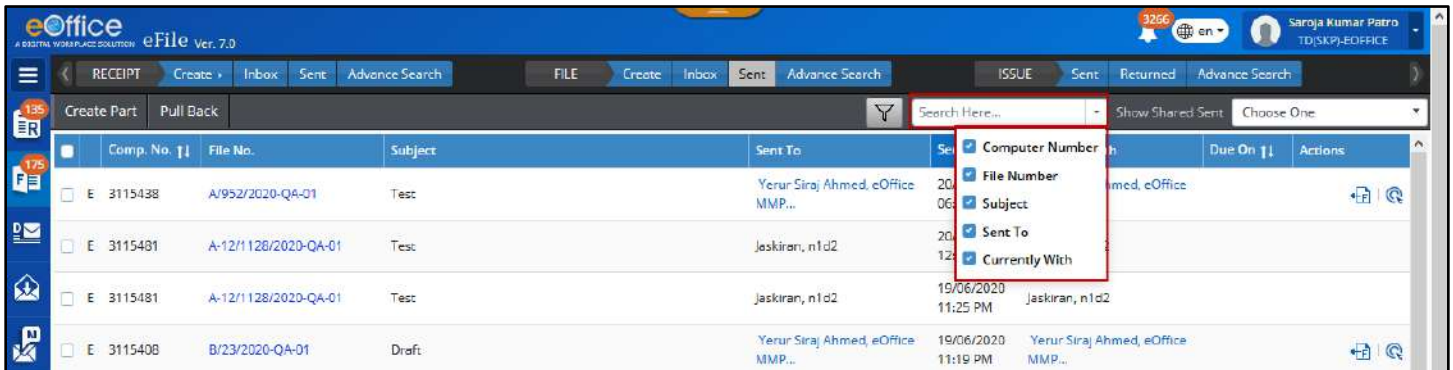 eOffice
A DIGITAL WORKPLACE SOLUTION eFile Ver. 7.0
3266 en Saroja Kumar Patro
TD(SKP)-EOFFICE
RECEIPT Create Inbox Sent Advance Search FILE Create Inbox Sent Advance Search ISSUE Sent Returned Advance Search
135 R Create Part Pull Back Search Here... Show Shared Sent Choose One
Comp. No. File No. Subject Sent To Due On Actions
Computer Number
175 F
File Number
E 3115438 A/952/2020-QA-01 Test Yerur Siraj Ahmed, eOffice MMP...
Subject
D
Sent To
E 3115481 A-12/1128/2020-QA-01 Test Jaskiran, n1d2
Currently With
E 3115481 A-12/1128/2020-QA-01 Test Jaskiran, n1d2 19/06/2020 11:25 PM Jaskiran, n1d2
N
E 3115408 B/23/2020-QA-01 Draft Yerur Siraj Ahmed, eOffice MMP... 19/06/2020 11:19 PM Yerur Siraj Ahmed, eOffice MMP...